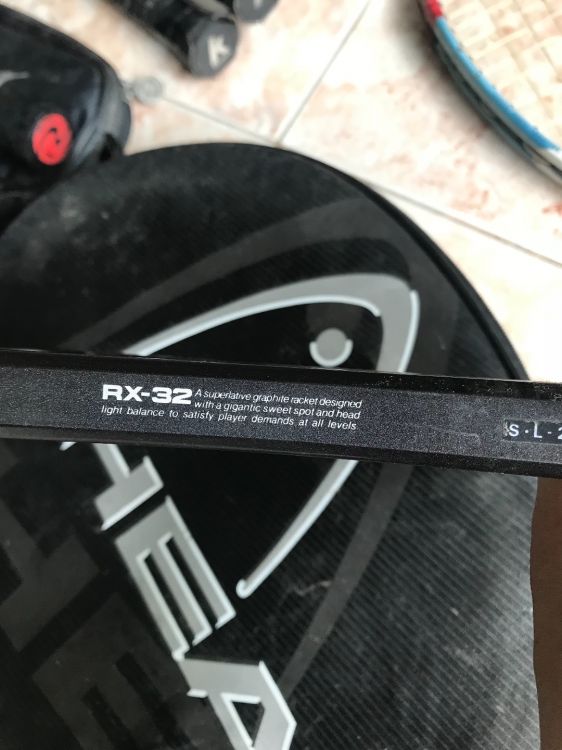 RX-32 A superlative graphite racket designed
with a gigantic sweet spot and head
light balance to satisfy player demands at all levels
S·L·2
HEA